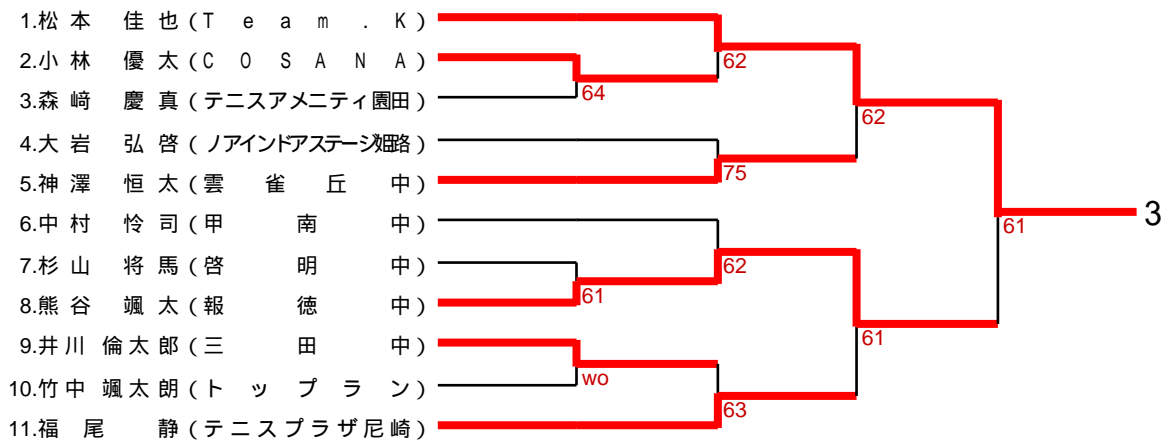 1.松本 佳也(Team.K)
2.小林 優太(COSANA)
3.森﨑 慶真(テニスアメニティ園田)
4.大岩 弘啓(ノアインドアステージ姫路)
5.神澤 恒太(雲雀丘中)
6.中村 怜司(甲南中)
7.杉山 将馬(啓明中)
8.熊谷 颯太(報徳中)
9.井川 倫太郎(三田中)
10.竹中 颯太朗(トップラン)
11.福尾 静(テニスプラザ尼崎)
62
64
62
75
61
3
62
61
61
wo
63